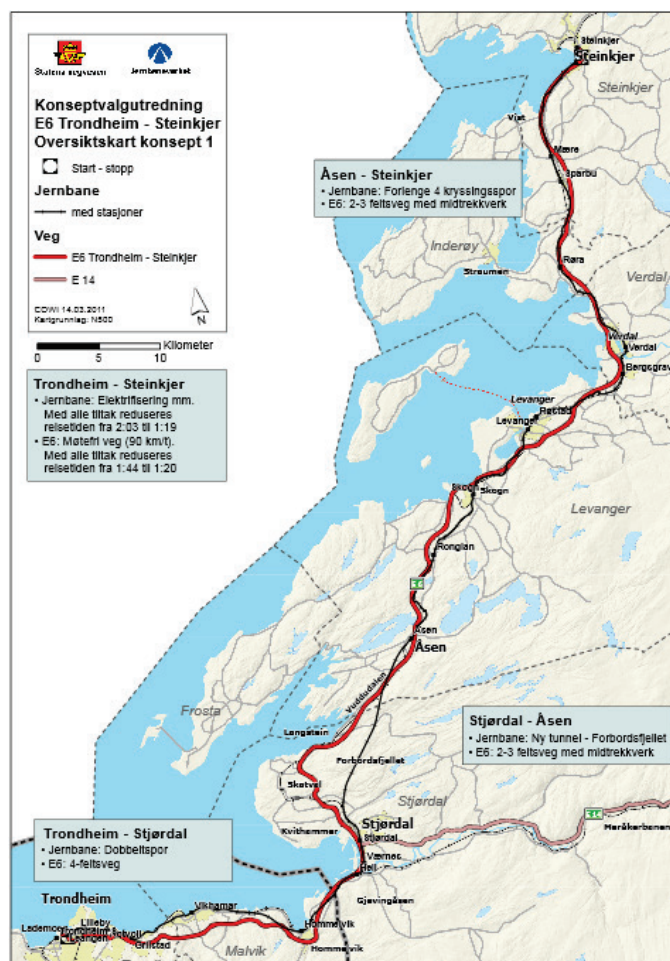 Statens vegvesen
Jernbaneverket
Konseptvalgutredning
E6 Trondheim - Steinkjer
Oversiktskart konsept 1
Start - stopp
Jernbane
med stasjoner
Veg
E6 Trondheim - Steinkjer
E 14
EDWI 14.03.2011
Kartgrunnlag: N500
N
Kilometer
0 5 10
Trondheim - Steinkjer
• Jernbane: Elektrifisering mm.
Med alle tiltak reduseres
reisetiden fra 2:03 til 1:19
• E6: Møtefri veg (90 km/t).
Med alle tiltak reduseres
reisetiden fra 1:44 til 1:20
Steinkjer
Steinkjer
Steinkjer
Vist
Mære
Sparbu
Åsen - Steinkjer
• Jernbane: Forlenge 4 kryssingsspor
• E6: 2-3 feltsveg med midtrekkverk
Inderøy
Straumen
Røra
Verdal
Verdal
Verdal
Bergsgrav
Levanger
Røstad
Levanger
Skogn
Skogn
Levanger
Ronglan
E6
Åsen
Åsen
Vuddudalen
Frosta
Langstein
Forbordsfjellet
Stjørdal - Åsen
• Jernbane: Ny tunnel - Forbordsfjellet
• E6: 2-3 feltsveg med midtrekkverk
Skatval
Stjørdal
Kvithammer
Stjørdal
Stjørdal
Meråkerbanen
Værnes
Hell
Gjevingåsen
Trondheim - Stjørdal
• Jernbane: Dobbeltspor
• E6: 4-feltsveg
Trondheim
Vikhamar
Lilleby
Hommelvik
Grilstad
Malvik
Hommelvik